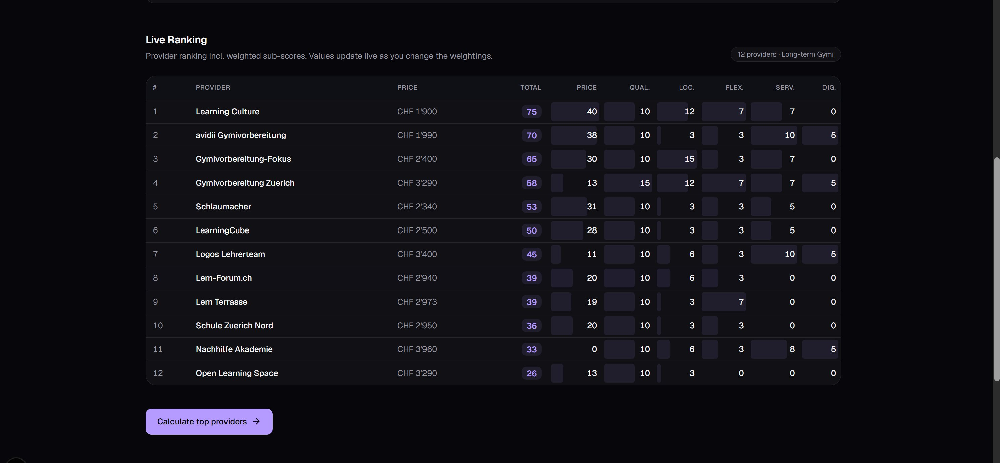 Live Ranking
Provider ranking incl. weighted sub-scores. Values update live as you change the weightings.
12 providers · Long-term Gymi
# PROVIDER PRICE TOTAL PRICE QUAL. LOC. FLEX. SERV. DIG.
1 Learning Culture CHF 1'900 75 40 10 12 7 7 0
2 avidii Gymivorbereitung CHF 1'990 70 38 10 3 3 10 5
3 Gymivorbereitung-Fokus CHF 2'400 65 30 10 15 3 7 0
4 Gymivorbereitung Zuerich CHF 3'290 58 13 15 12 7 7 5
5 Schlaumacher CHF 2'340 53 31 10 3 3 5 0
6 LearningCube CHF 2'500 50 28 10 3 3 5 0
7 Logos Lehrerteam CHF 3'400 45 11 10 6 3 10 5
8 Lern-Forum.ch CHF 2'940 39 20 10 6 3 0 0
9 Lern Terrasse CHF 2'973 39 19 10 3 7 0 0
10 Schule Zuerich Nord CHF 2'950 36 20 10 3 3 0 0
11 Nachhilfe Akademie CHF 3'960 33 0 10 6 3 8 5
12 Open Learning Space CHF 3'290 26 13 10 3 0 0 0
Calculate top providers →